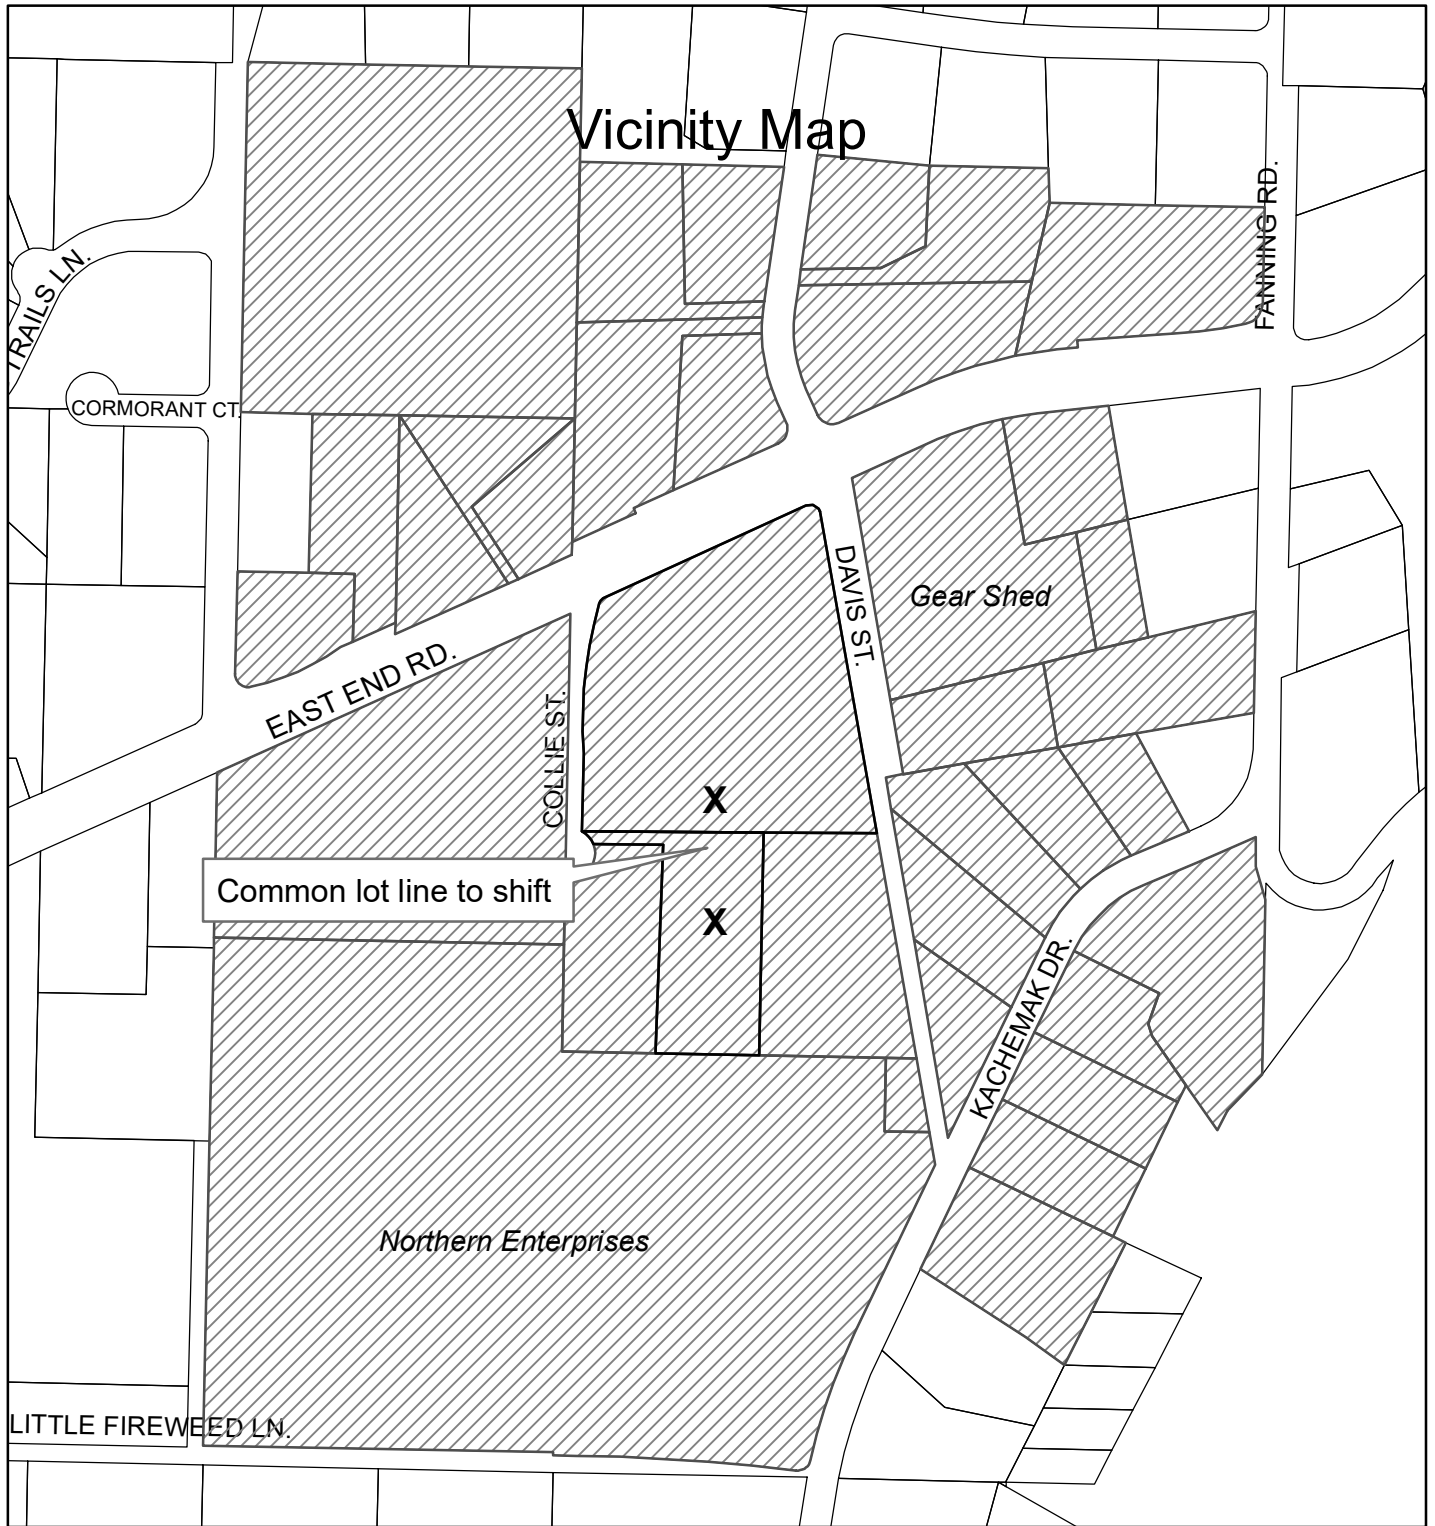 Vicinity Map
FANNING RD.
TRAILS LN.
CORMORANT CT.
DAVIS ST.
Gear Shed
EAST END RD.
COLLIE ST.
X
Common lot line to shift
X
KACHEMAK DR.
Northern Enterprises
LITTLE FIREWEED LN.